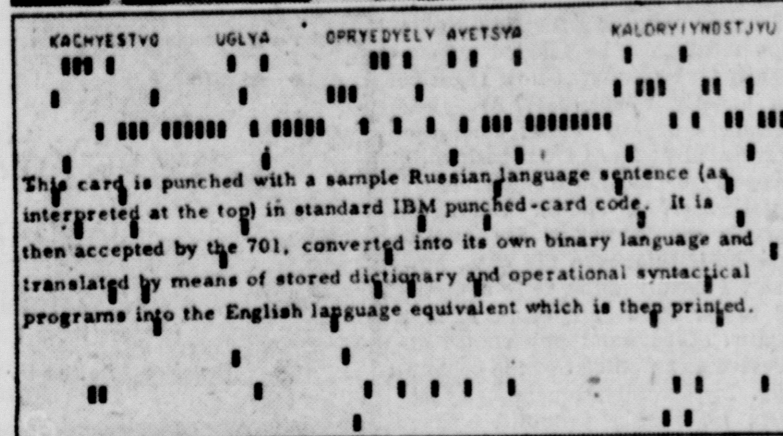 KACHYESTVO UGLYA OPRYEDYELYAYETSYA KALORYIYNOSTJYU
This card is punched with a sample Russian language sentence (as
interpreted at the top) in standard IBM punched-card code. It is
then accepted by the 701, converted into its own binary language and
translated by means of stored dictionary and operational syntactical
programs into the English language equivalent which is then printed.